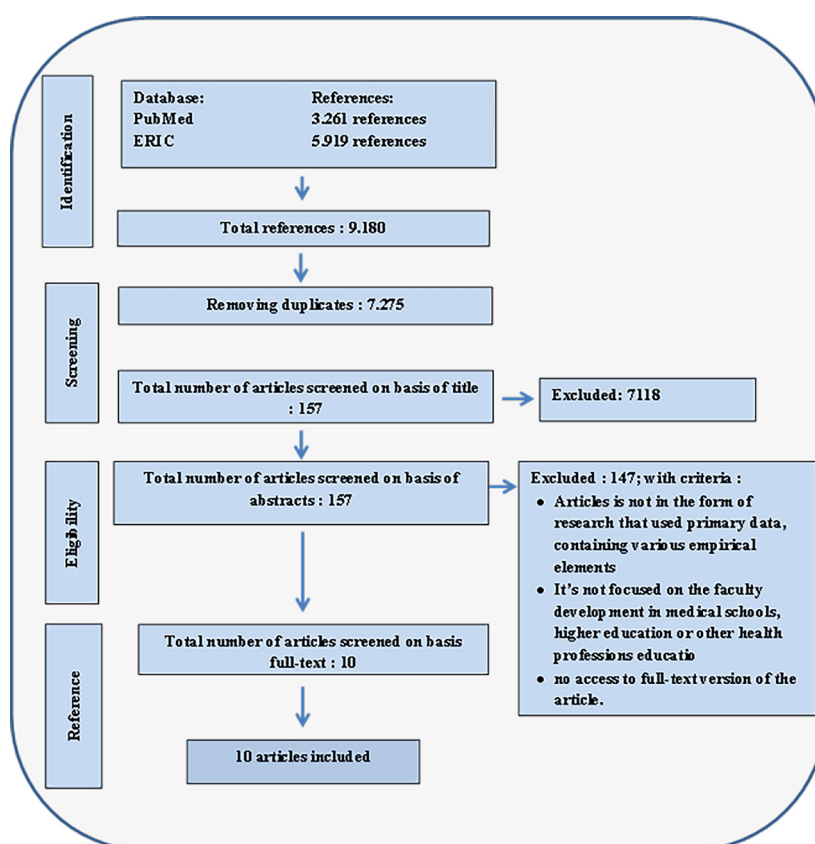 Identification
Database: References:
PubMed 3.261 references
ERIC 5.919 references
Total references : 9.180
Screening
Removing duplicates : 7.275
Total number of articles screened on basis of title
: 157
Excluded: 7118
Eligibility
Total number of articles screened on basis of
abstracts : 157
Excluded : 147; with criteria :
• Articles is not in the form of
research that used primary data,
containing various empirical
elements
• It's not focused on the faculty
development in medical schools,
higher education or other health
professions educatio
• no access to full-text version of the
article.
Reference
Total number of articles screened on basis
full-text : 10
10 articles included